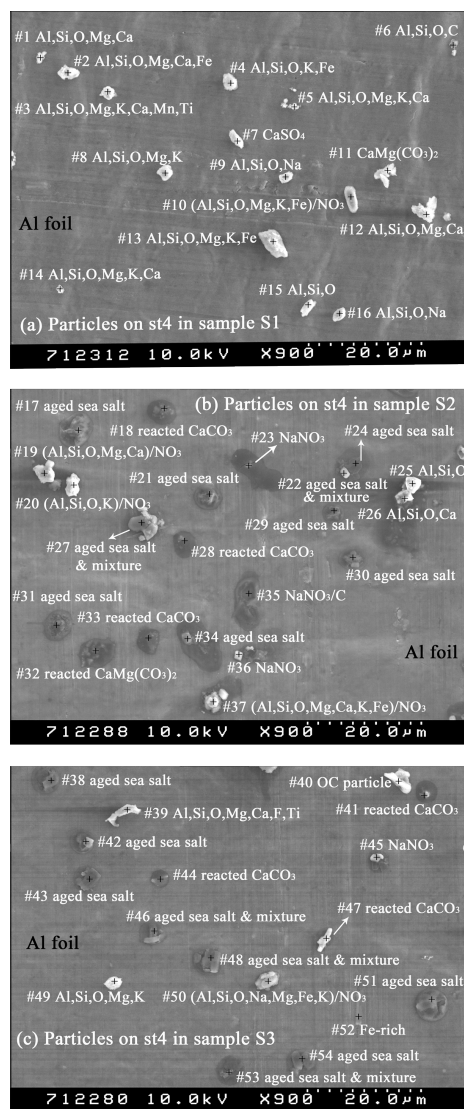 #6 Al,Si,O,C
#1 Al,Si,O,Mg,Ca
#2 Al,Si,O,Mg,Ca,Fe
#4 Al,Si,O,K,Fe
#3 Al,Si,O,Mg,K,Ca,Mn,Ti
#5 Al,Si,O,Mg,K,Ca
#7 CaSO₄
#11 CaMg(CO₃)₂
#8 Al,Si,O,Mg,K
#9 Al,Si,O,Na
#10 (Al,Si,O,Mg,K,Fe)/NO₃
Al foil
#12 Al,Si,O,Mg,Ca
#13 Al,Si,O,Mg,K,Fe
#14 Al,Si,O,Mg,K,Ca
#15 Al,Si,O
#16 Al,Si,O,Na
(a) Particles on st4 in sample S1
712312 10.0kV X900 20.0µm
(b) Particles on st4 in sample S2
#17 aged sea salt
#18 reacted CaCO₃
#24 aged sea salt
#23 NaNO₃
#19 (Al,Si,O,Mg,Ca)/NO₃
#21 aged sea salt
#25 Al,Si,O
#22 aged sea salt
& mixture
#20 (Al,Si,O,K)/NO₃
#26 Al,Si,O,Ca
#29 aged sea salt
#27 aged sea salt
& mixture
#28 reacted CaCO₃
#30 aged sea salt
#31 aged sea salt
#35 NaNO₃/C
#33 reacted CaCO₃
#34 aged sea salt
Al foil
#32 reacted CaMg(CO₃)₂
#36 NaNO₃
#37 (Al,Si,O,Mg,Ca,K,Fe)/NO₃
712288 10.0kV X900 20.0µm
#38 aged sea salt
#40 OC particle
#39 Al,Si,O,Mg,Ca,F,Ti
#41 reacted CaCO₃
#42 aged sea salt
#45 NaNO₃
#44 reacted CaCO₃
#43 aged sea salt
#47 reacted CaCO₃
#46 aged sea salt & mixture
Al foil
#48 aged sea salt & mixture
#51 aged sea salt
#49 Al,Si,O,Mg,K
#50 (Al,Si,O,Na,Mg,Fe,K)/NO₃
#52 Fe-rich
(c) Particles on st4 in sample S3
#54 aged sea salt
#53 aged sea salt & mixture
712280 10.0kV X900 20.0µm